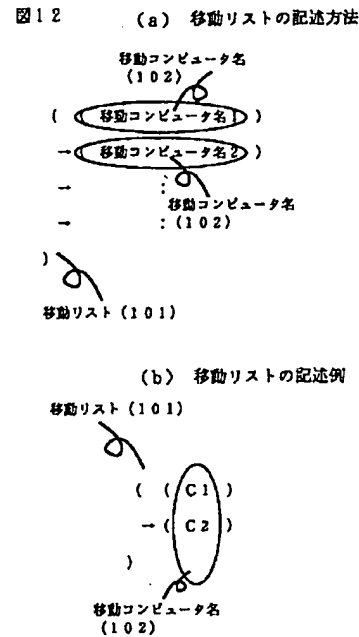 図12 (a) 移動リストの記述方法
移動コンピュータ名
(102)
( ( 移動コンピュータ名1 )
→ ( 移動コンピュータ名2 )
→ :
移動コンピュータ名
→ : (102)
)
移動リスト (101)
(b) 移動リストの記述例
移動リスト (101)
( ( C1 )
→ ( C2 )
)
移動コンピュータ名
(102)